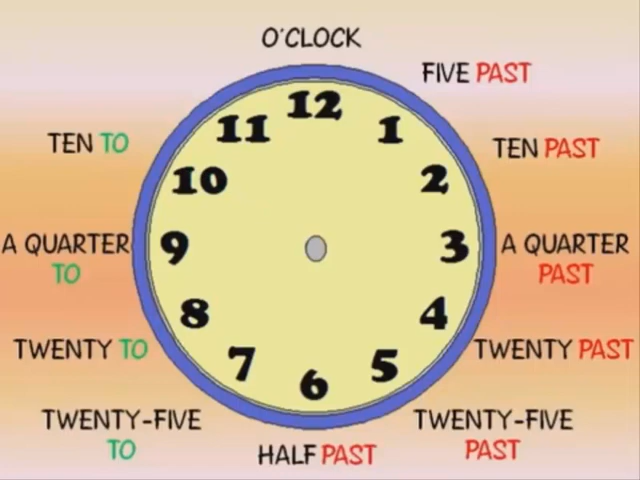 O'CLOCK
FIVE PAST
12
11
1
TEN TO
TEN PAST
10
2
A QUARTER
TO
9
3
A QUARTER
PAST
8
4
TWENTY TO
TWENTY PAST
7
5
6
TWENTY-FIVE
TO
TWENTY-FIVE
PAST
HALF PAST